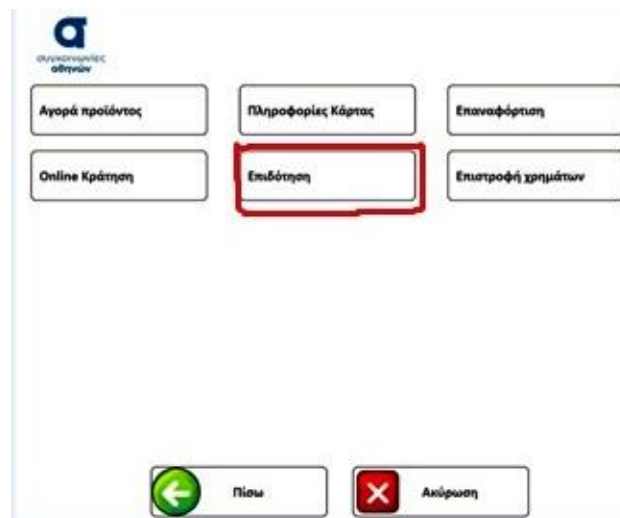 συγκοινωνίες
αθηνών
Αγορά προϊόντος
Πληροφορίες Κάρτας
Επαναφόρτιση
Online Κράτηση
Επιδότηση
Επιστροφή χρημάτων
Πίσω
Ακύρωση